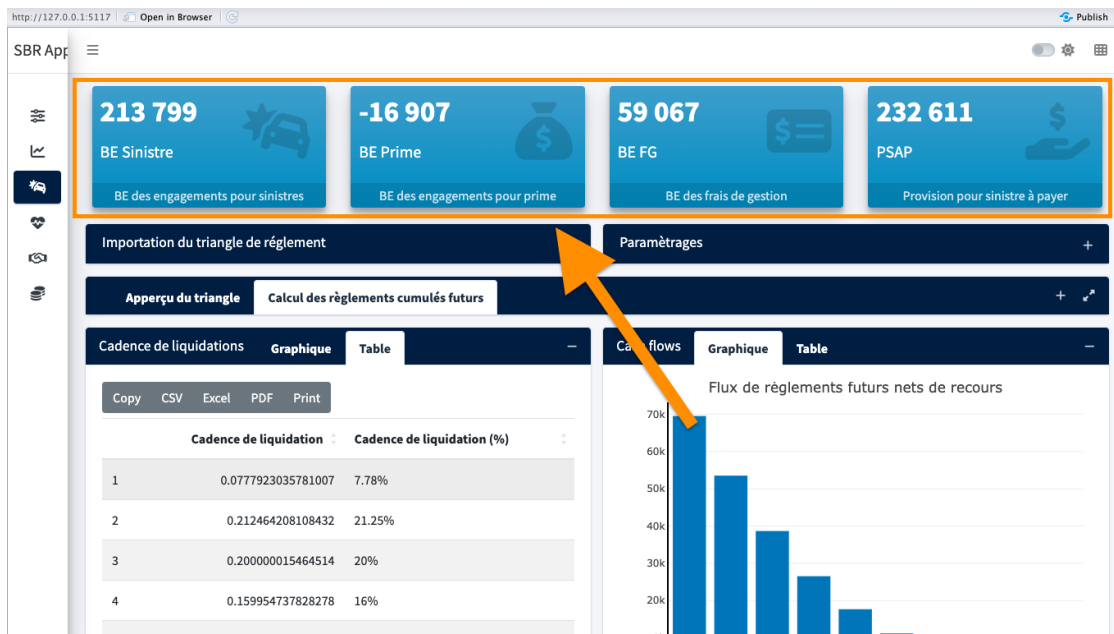 http://127.0.0.1:5117 Open in Browser Publish
SBR App
213 799
BE Sinistre
BE des engagements pour sinistres
-16 907
BE Prime
BE des engagements pour prime
59 067
BE FG
BE des frais de gestion
232 611
PSAP
Provision pour sinistre à payer
Importation du triangle de réglement
Paramètrages
Apperçu du triangle Calcul des règlements cumulés futurs
Cadence de liquidations Graphique Table
Copy CSV Excel PDF Print
Cadence de liquidation Cadence de liquidation (%)
1 0.0777923035781007 7.78%
2 0.212464208108432 21.25%
3 0.200000015464514 20%
4 0.159954737828278 16%
flows Graphique Table
Flux de règlements futurs nets de recours
70k
60k
50k
40k
30k
20k